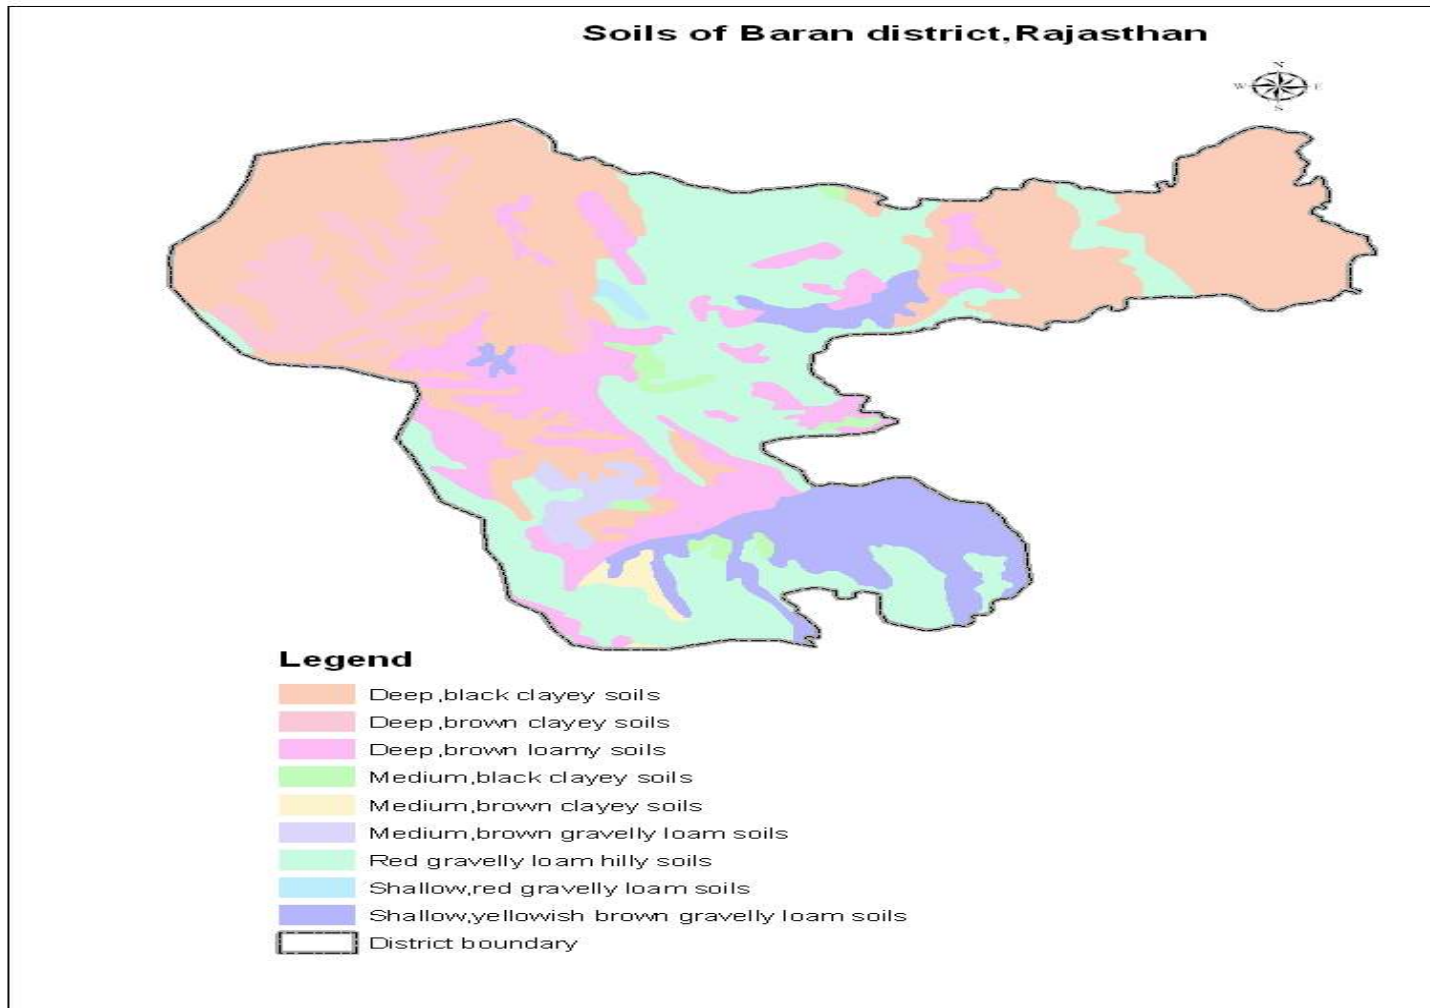 Soils of Baran district,Rajasthan
N
W E
S
Legend
Deep,black clayey soils
Deep,brown clayey soils
Deep,brown loamy soils
Medium,black clayey soils
Medium,brown clayey soils
Medium,brown gravelly loam soils
Red gravelly loam hilly soils
Shallow,red gravelly loam soils
Shallow,yellowish brown gravelly loam soils
District boundary